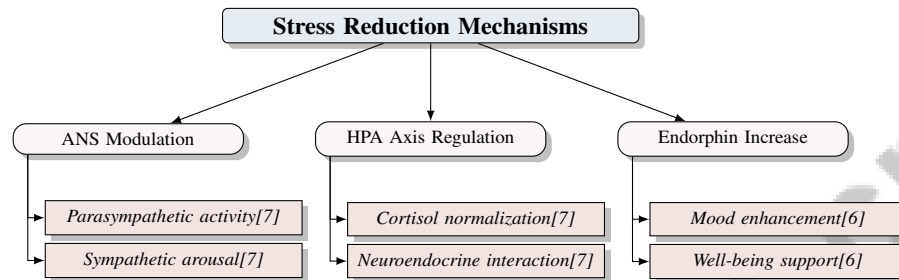 Stress Reduction Mechanisms
ANS Modulation
HPA Axis Regulation
Endorphin Increase
Parasympathetic activity[7]
Cortisol normalization[7]
Mood enhancement[6]
Sympathetic arousal[7]
Neuroendocrine interaction[7]
Well-being support[6]